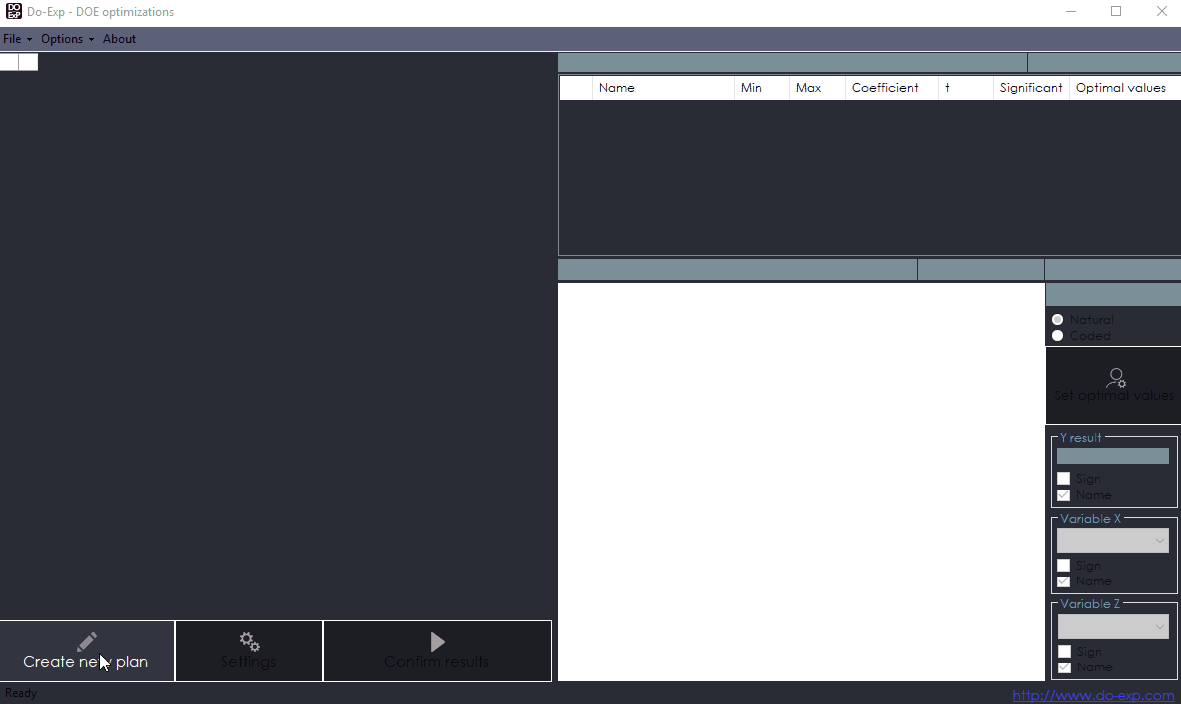 DO
EXP
Do-Exp - DOE optimizations
File Options About
Name Min Max Coefficient t Significant Optimal values
Natural
Coded
Set optimal values
Y result
Sign
Name
Variable X
Sign
Name
Variable Z
Sign
Name
Create new plan Settings Confirm results
Ready
http://www.do-exp.com